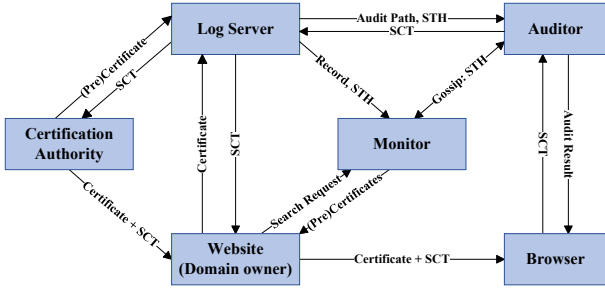 Log Server
Audit Path, STH
SCT
Auditor
(Pre)Certificate
SCT
Record, STH
Gossip: STH
Certification
Authority
Certificate
SCT
Monitor
SCT
Audit Result
Certificate + SCT
Search Request
(Pre)Certificates
Website
(Domain owner)
Certificate + SCT
Browser